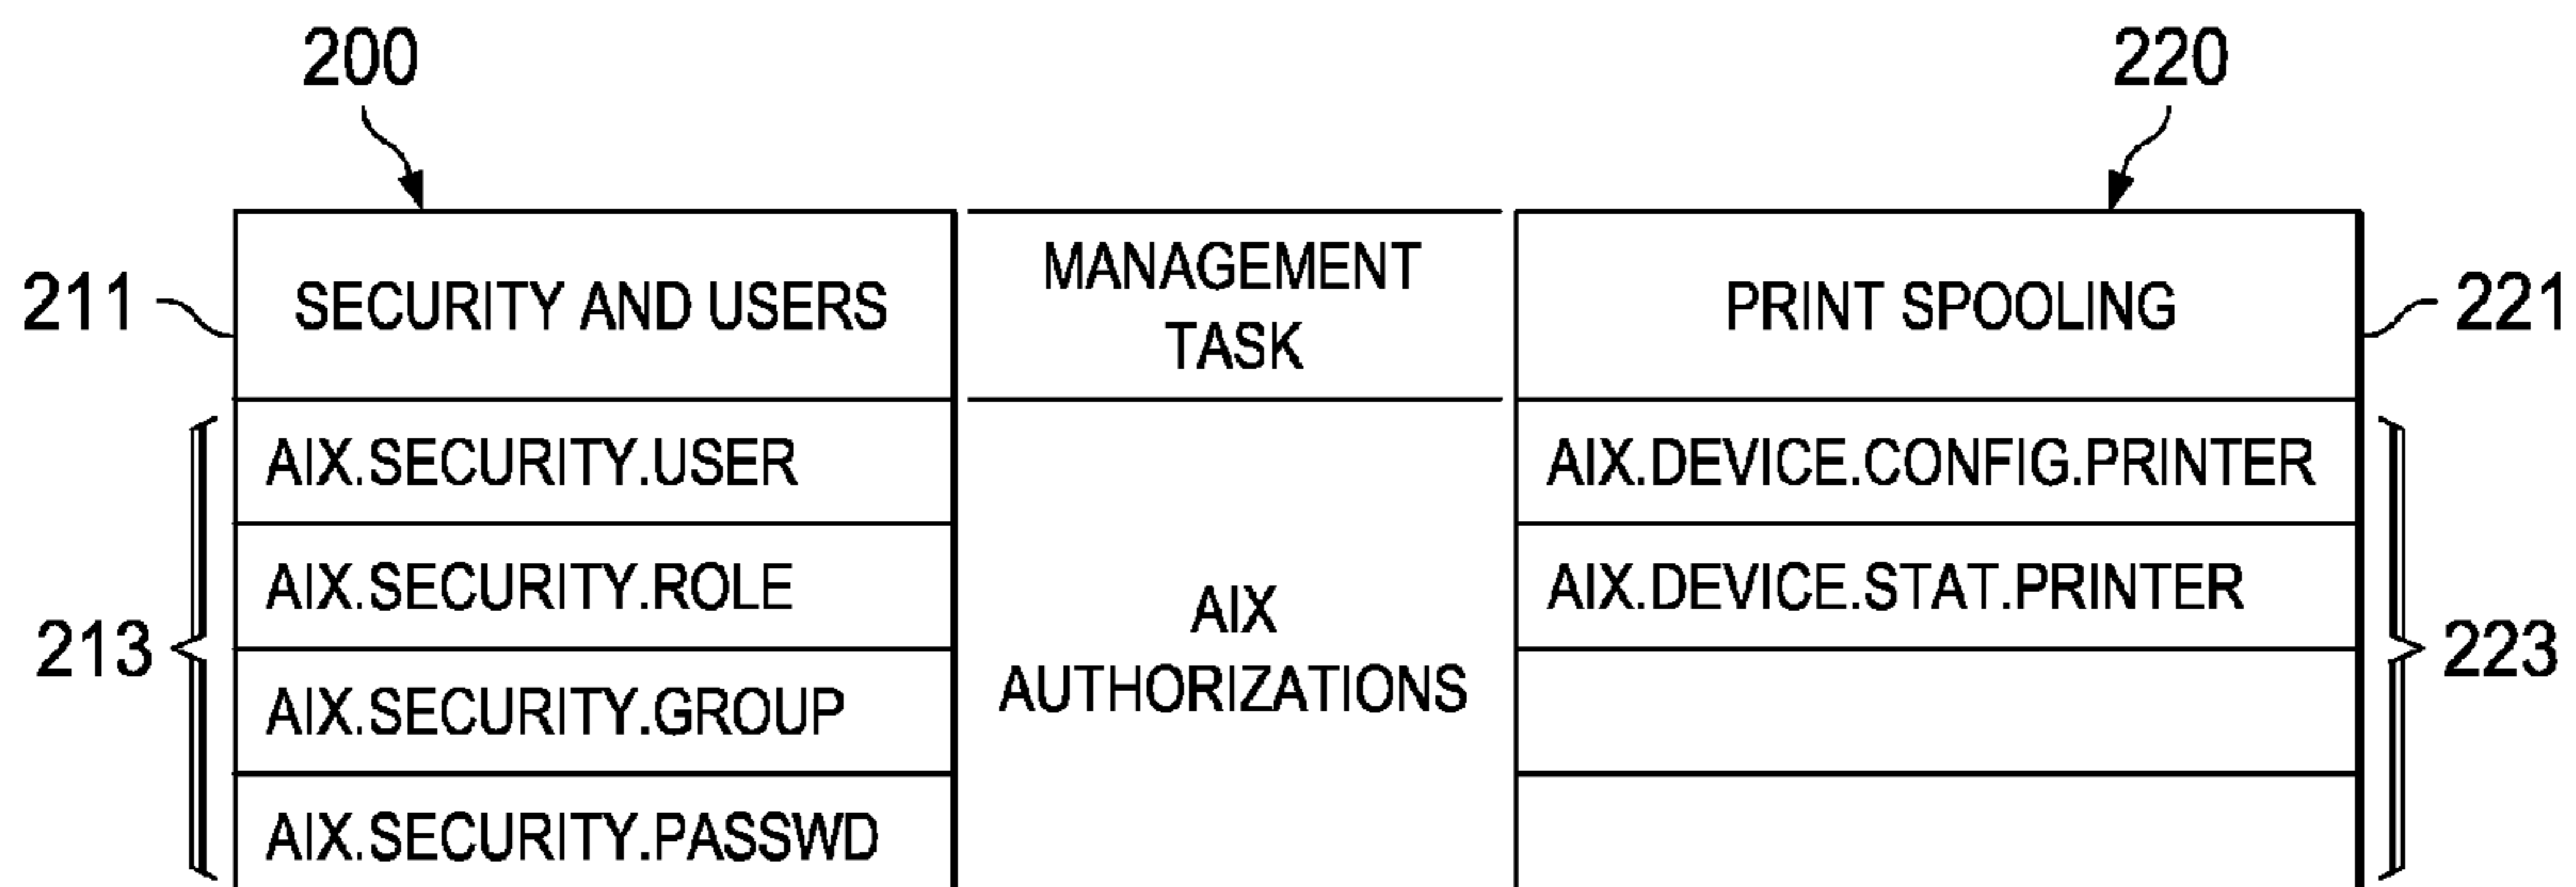 200
220
211
SECURITY AND USERS
MANAGEMENT
TASK
PRINT SPOOLING
221
AIX.SECURITY.USER
AIX.DEVICE.CONFIG.PRINTER
AIX.SECURITY.ROLE
AIX.DEVICE.STAT.PRINTER
213
AIX
AUTHORIZATIONS
223
AIX.SECURITY.GROUP
AIX.SECURITY.PASSWD